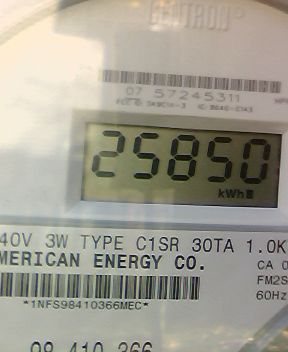 CENTRON®
07 57245311
25850
kWh
40V 3W TYPE C1SR 30TA 1.0K
MERICAN ENERGY CO.
CA 0
FM2S
60Hz
*1NFS98410366MEC*
98 410 366